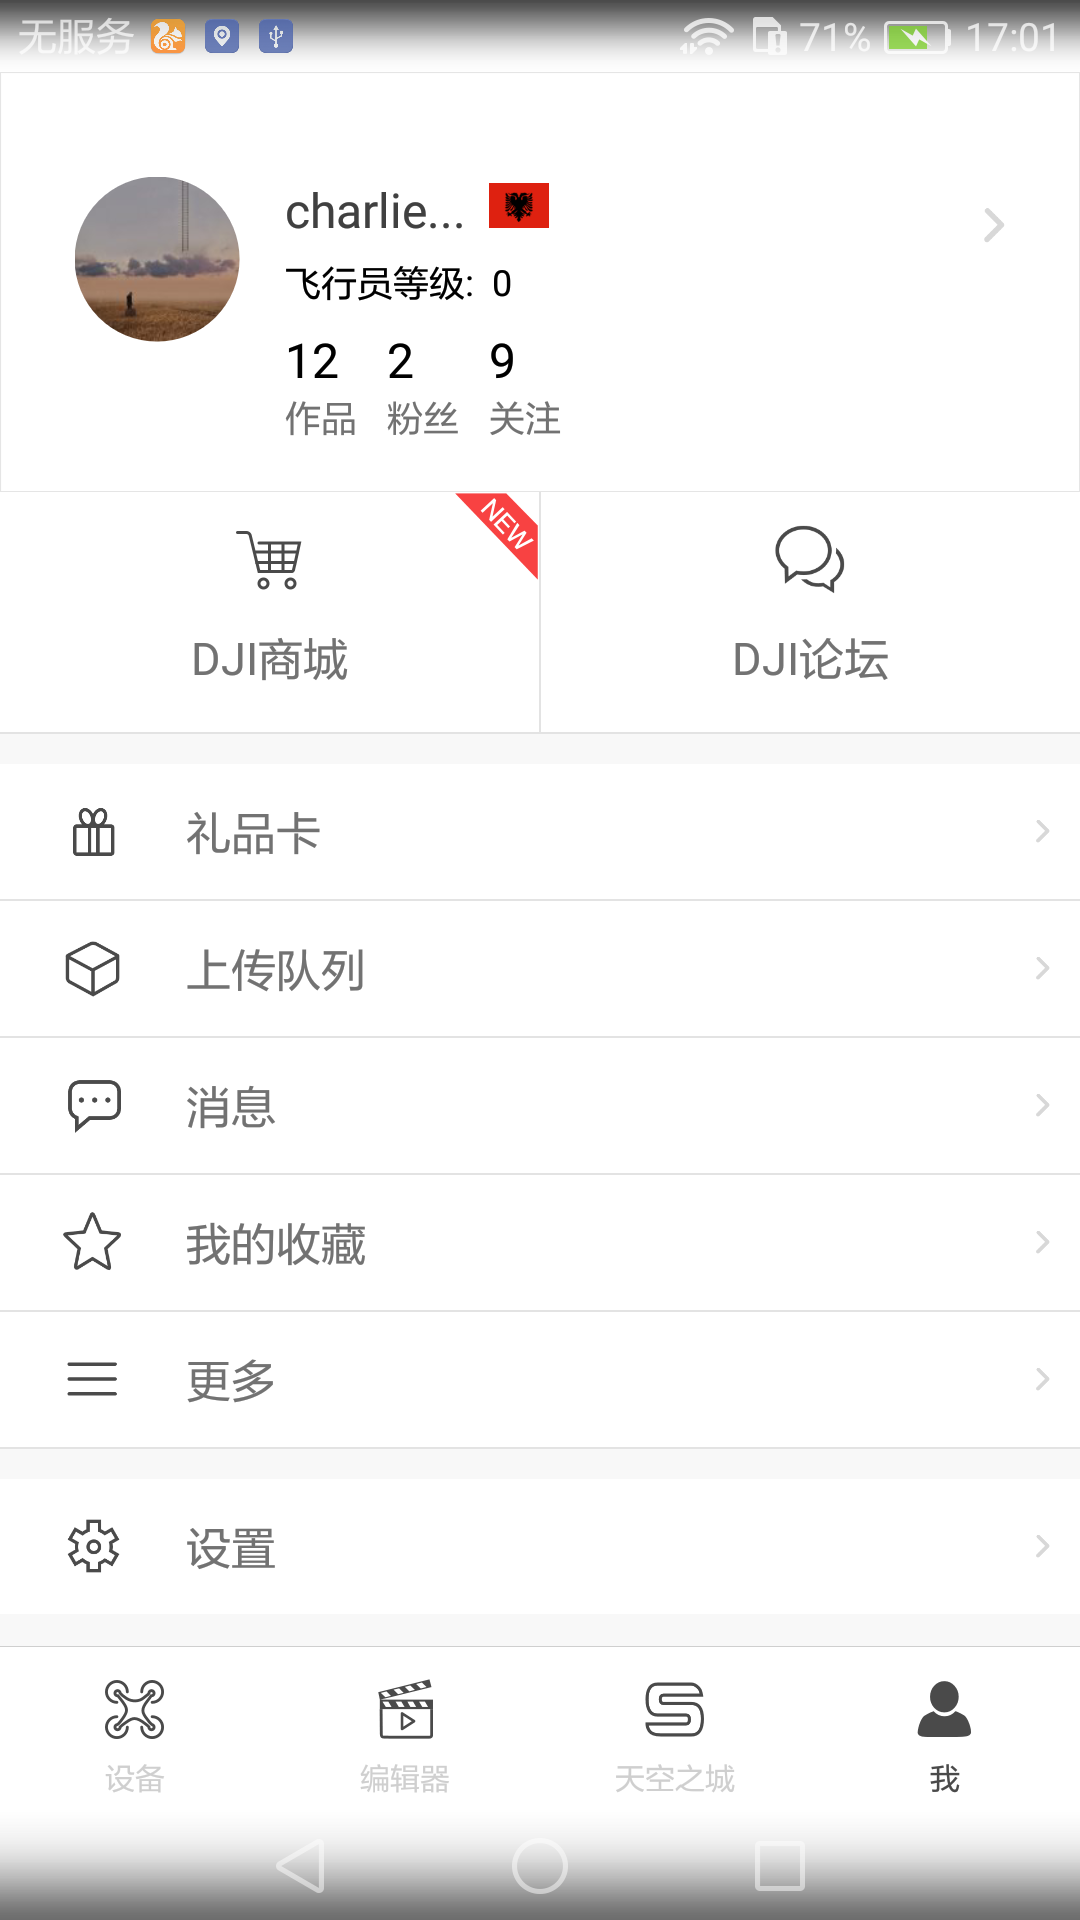 无服务 71% 17:01
charlie...
飞行员等级: 0
12 2 9
作品 粉丝 关注
NEW
DJI商城 DJI论坛
礼品卡
上传队列
消息
我的收藏
更多
设置
设备 编辑器 天空之城 我